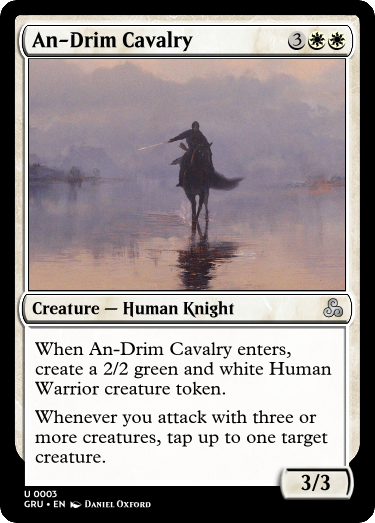 An-Drim Cavalry 3
Creature — Human Knight
When An-Drim Cavalry enters,
create a 2/2 green and white Human
Warrior creature token.
Whenever you attack with three or
more creatures, tap up to one target
creature.
3/3
U 0003
GRU • EN Daniel Oxford